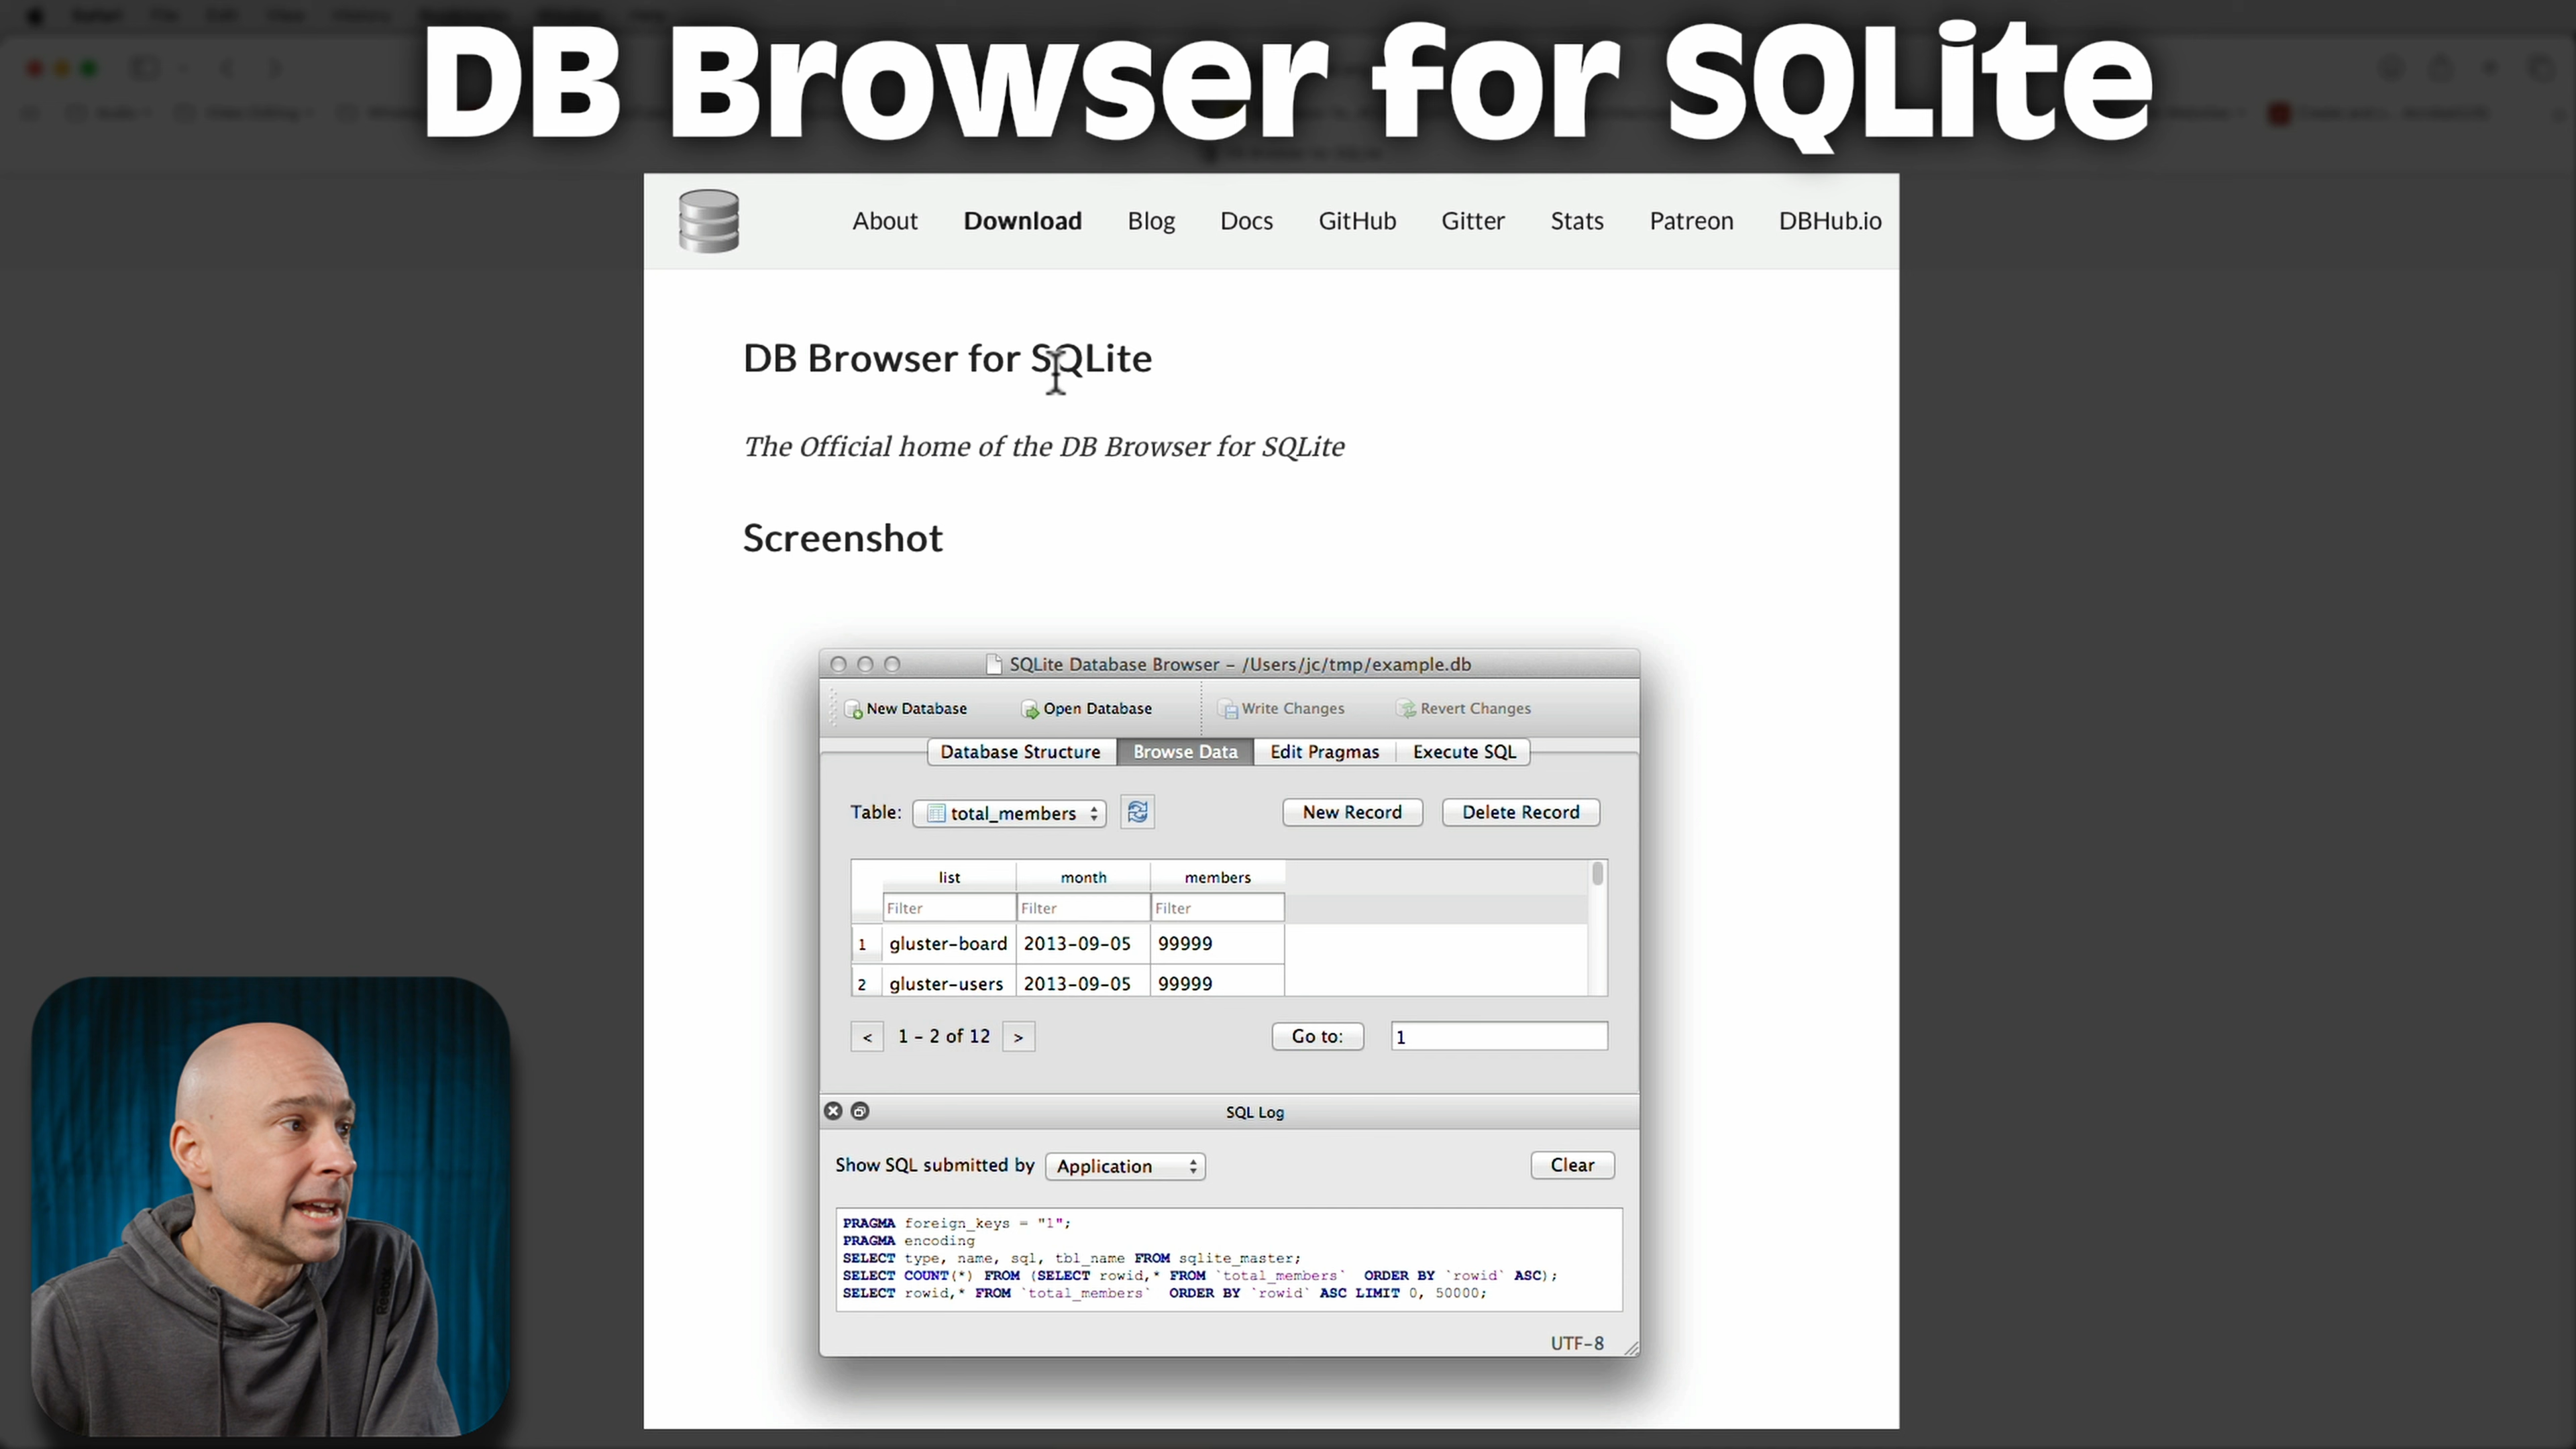 DB Browser for SQLite
About Download Blog Docs GitHub Gitter Stats Patreon DBHub.io
DB Browser for SQLite
The Official home of the DB Browser for SQLite
Screenshot
SQLite Database Browser - /Users/jc/tmp/example.db
New Database Open Database Write Changes Revert Changes
Database Structure Browse Data Edit Pragmas Execute SQL
Table: total_members New Record Delete Record
list month members
Filter Filter Filter
1 gluster-board 2013-09-05 99999
2 gluster-users 2013-09-05 99999
< 1 - 2 of 12 > Go to: 1
SQL Log
Show SQL submitted by Application Clear
PRAGMA foreign_keys = "1";
PRAGMA encoding
SELECT type, name, sql, tbl_name FROM sqlite_master;
SELECT COUNT(*) FROM (SELECT rowid,* FROM `total_members` ORDER BY `rowid` ASC);
SELECT rowid,* FROM `total_members` ORDER BY `rowid` ASC LIMIT 0, 50000;
UTF-8
Reebok